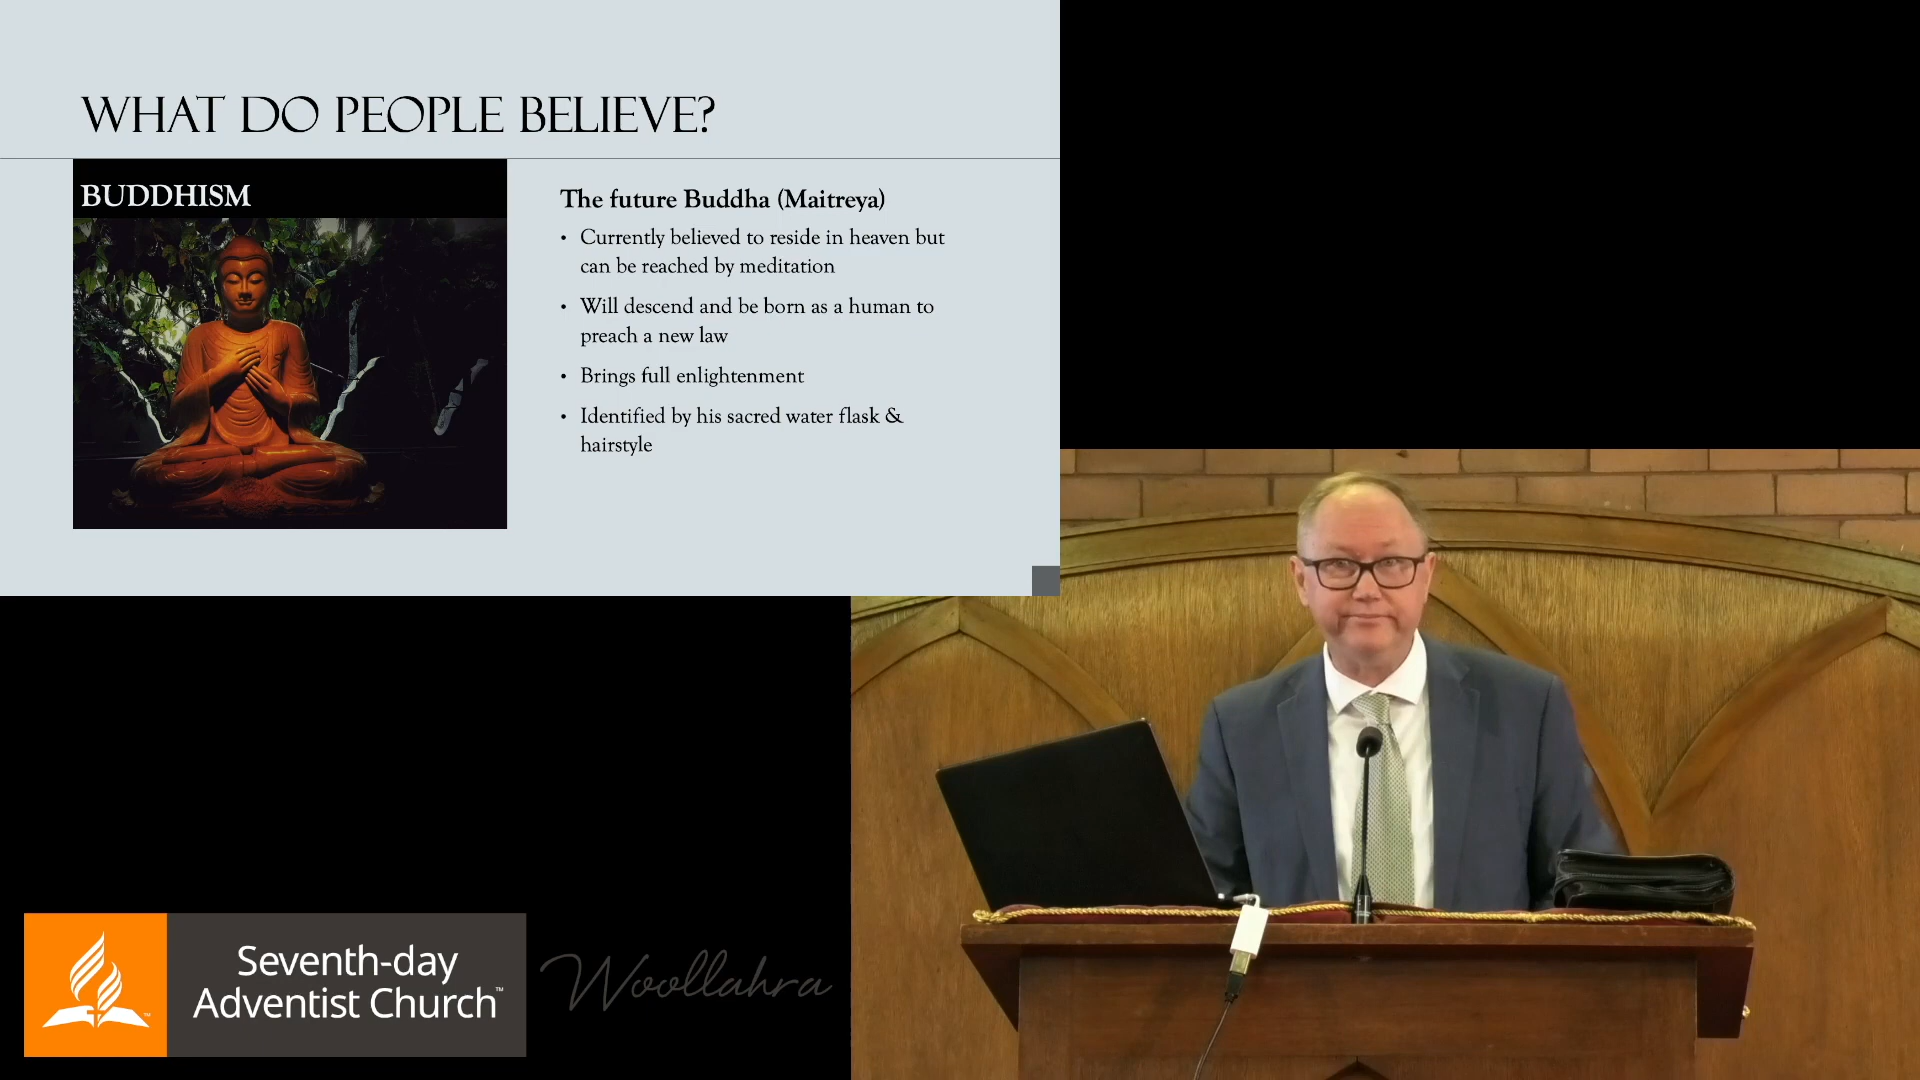 WHAT DO PEOPLE BELIEVE?
BUDDHISM
The future Buddha (Maitreya)
• Currently believed to reside in heaven but
can be reached by meditation
• Will descend and be born as a human to
preach a new law
• Brings full enlightenment
• Identified by his sacred water flask &
hairstyle
Seventh-day
Adventist Church™
Woollahra